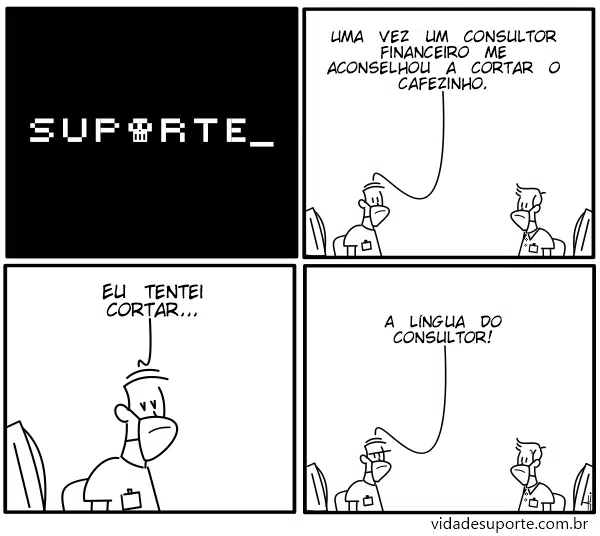 SUPORTE_
UMA VEZ UM CONSULTOR
FINANCEIRO ME
ACONSELHOU A CORTAR O
CAFEZINHO.
EU TENTEI
CORTAR...
A LÍNGUA DO
CONSULTOR!
vidadesuporte.com.br